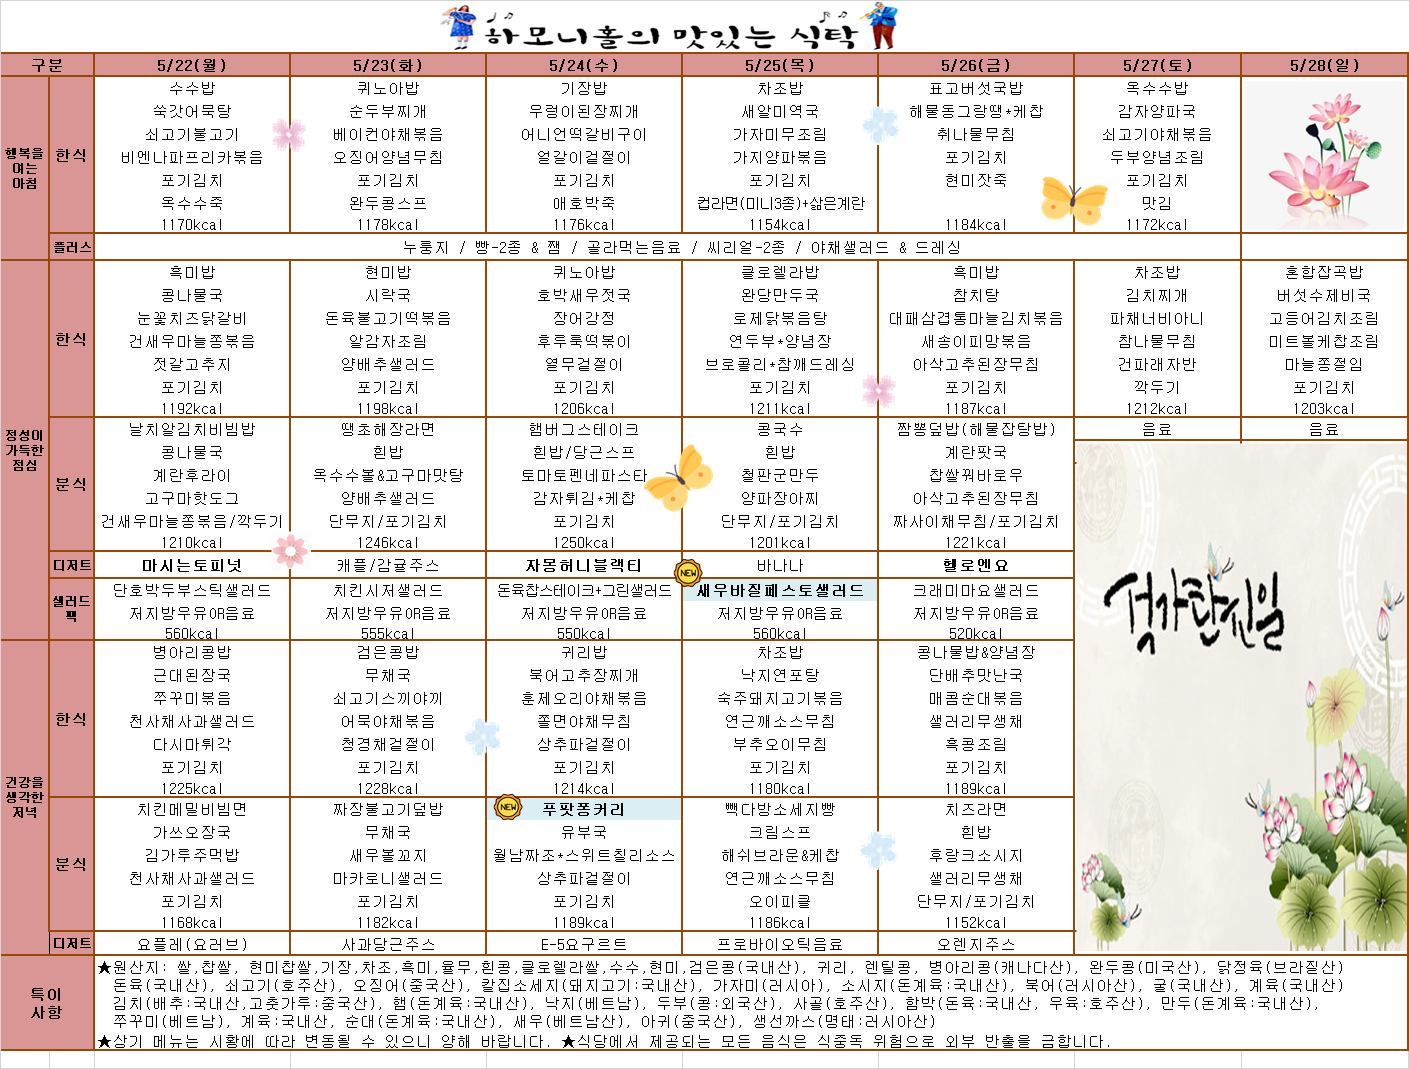 하모니홀의 맛있는 식탁
구분 5/22(월) 5/23(화) 5/24(수) 5/25(목) 5/26(금) 5/27(토) 5/28(일)
행복을 여는 아침
한식
수수밥 퀴노아밥 기장밥 차조밥 표고버섯국밥 옥수수밥
쑥갓어묵탕 순두부찌개 우렁이된장찌개 새알미역국 해물동그랑땡*케찹 감자양파국
쇠고기불고기 베이컨야채볶음 어니언떡갈비구이 가자미무조림 취나물무침 쇠고기야채볶음
비엔나파프리카볶음 오징어양념무침 얼갈이겉절이 가지양파볶음 포기김치 두부양념조림
포기김치 포기김치 포기김치 포기김치 현미잣죽 포기김치
옥수수죽 완두콩스프 애호박죽 컵라면(미니3종)+삶은계란 맛김
1170kcal 1178kcal 1176kcal 1154kcal 1184kcal 1172kcal
플러스 누룽지 / 빵-2종 & 잼 / 골라먹는음료 / 씨리얼-2종 / 야채샐러드 & 드레싱
정성이 가득한 점심
한식
흑미밥 현미밥 퀴노아밥 클로렐라밥 흑미밥 차조밥 혼합잡곡밥
콩나물국 시락국 호박새우젓국 완당만두국 참치탕 김치찌개 버섯수제비국
눈꽃치즈닭갈비 돈육불고기떡볶음 장어강정 로제닭볶음탕 대패삼겹통마늘김치볶음 파채너비아니 고등어김치조림
건새우마늘쫑볶음 알감자조림 후루룩떡볶이 연두부*양념장 새송이피망볶음 참나물무침 미트볼케찹조림
젓갈고추지 양배추샐러드 열무겉절이 브로콜리*참깨드레싱 아삭고추된장무침 건파래자반 마늘쫑절임
포기김치 포기김치 포기김치 포기김치 포기김치 깍두기 포기김치
1192kcal 1198kcal 1206kcal 1211kcal 1187kcal 1212kcal 1203kcal
분식
날치알김치비빔밥 땡초해장라면 햄버그스테이크 콩국수 짬뽕덮밥(해물잡탕밥) 음료 음료
콩나물국 흰밥 흰밥/당근스프 흰밥 계란팟국
계란후라이 옥수수볼&고구마맛탕 토마토펜네파스타 철판군만두 찹쌀꿔바로우
고구마핫도그 양배추샐러드 감자튀김*케찹 양파장아찌 아삭고추된장무침
건새우마늘쫑볶음/깍두기 단무지/포기김치 포기김치 단무지/포기김치 짜사이채무침/포기김치
1210kcal 1246kcal 1250kcal 1201kcal 1221kcal
디저트 마시는토피넛 캐플/감귤주스 자몽허니블랙티 바나나 헬로엔요
NEW
샐러드팩
단호박두부스틱샐러드 치킨시저샐러드 돈육찹스테이크+그린샐러드 새우바질페스토샐러드 크래미마요샐러드
저지방우유OR음료 저지방우유OR음료 저지방우유OR음료 저지방우유OR음료 저지방우유OR음료
560kcal 555kcal 550kcal 560kcal 520kcal
석가탄신일
건강을 생각한 저녁
한식
병아리콩밥 검은콩밥 귀리밥 차조밥 콩나물밥&양념장
근대된장국 무채국 북어고추장찌개 낙지연포탕 단배추맛난국
쭈꾸미볶음 쇠고기스끼야끼 훈제오리야채볶음 숙주돼지고기볶음 매콤순대볶음
천사채사과샐러드 어묵야채볶음 쫄면야채무침 연근깨소스무침 샐러리무생채
다시마튀각 청경채겉절이 상추파겉절이 부추오이무침 흑콩조림
포기김치 포기김치 포기김치 포기김치 포기김치
1225kcal 1228kcal 1214kcal 1180kcal 1189kcal
분식
NEW
치킨메밀비빔면 짜장불고기덮밥 푸팟퐁커리 빽다방소세지빵 치즈라면
가쓰오장국 무채국 유부국 크림스프 흰밥
김가루주먹밥 새우볼꼬지 월남짜조*스위트칠리소스 해쉬브라운&케찹 후랑크소시지
천사채사과샐러드 마카로니샐러드 상추파겉절이 연근깨소스무침 샐러리무생채
포기김치 포기김치 포기김치 오이피클 단무지/포기김치
1168kcal 1182kcal 1189kcal 1186kcal 1152kcal
디저트 요플레(요러브) 사과당근주스 E-5요구르트 프로바이오틱음료 오렌지주스
특이사항
★원산지: 쌀,찹쌀, 현미찹쌀,기장,차조,흑미,율무,흰콩,클로렐라쌀,수수,현미,검은콩(국내산), 귀리, 렌틸콩, 병아리콩(캐나다산), 완두콩(미국산), 닭정육(브라질산)
돈육(국내산), 쇠고기(호주산), 오징어(중국산), 칼집소세지(돼지고기:국내산), 가자미(러시아), 소시지(돈계육:국내산), 북어(러시아산), 굴(국내산), 계육(국내산)
김치(배추:국내산,고춧가루:중국산), 햄(돈계육:국내산), 낙지(베트남), 두부(콩:외국산), 사골(호주산), 함박(돈육:국내산, 우육:호주산), 만두(돈계육:국내산),
쭈꾸미(베트남), 계육:국내산, 순대(돈계육:국내산), 새우(베트남산), 아귀(중국산), 생선까스(명태:러시아산)
★상기 메뉴는 시황에 따라 변동될 수 있으니 양해 바랍니다. ★식당에서 제공되는 모든 음식은 식중독 위험으로 외부 반출을 금합니다.